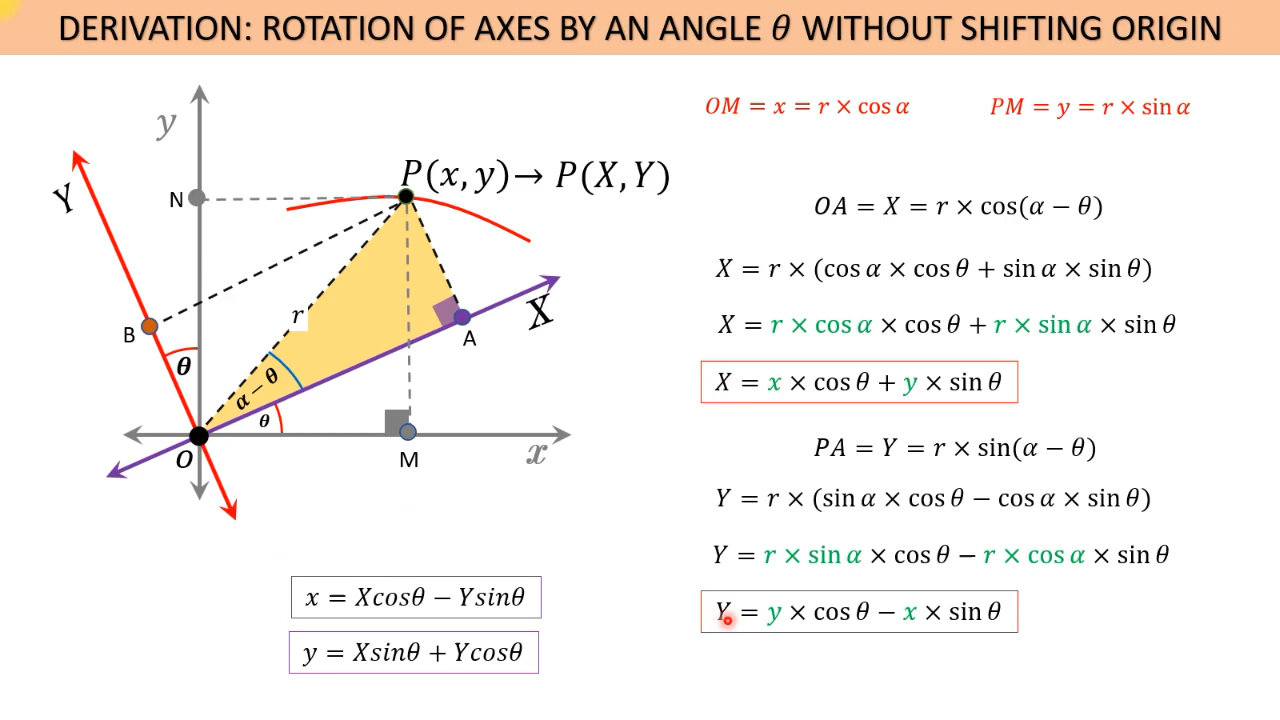 DERIVATION: ROTATION OF AXES BY AN ANGLE θ WITHOUT SHIFTING ORIGIN
y
Y
N
P(x, y) → P(X, Y)
r
B
θ
α − θ
θ
X
A
O
M
x
x = Xcosθ − Ysinθ
y = Xsinθ + Ycosθ
OM = x = r × cos α
PM = y = r × sin α
OA = X = r × cos(α − θ)
X = r × (cos α × cos θ + sin α × sin θ)
X = r × cos α × cos θ + r × sin α × sin θ
X = x × cos θ + y × sin θ
PA = Y = r × sin(α − θ)
Y = r × (sin α × cos θ − cos α × sin θ)
Y = r × sin α × cos θ − r × cos α × sin θ
Y = y × cos θ − x × sin θ